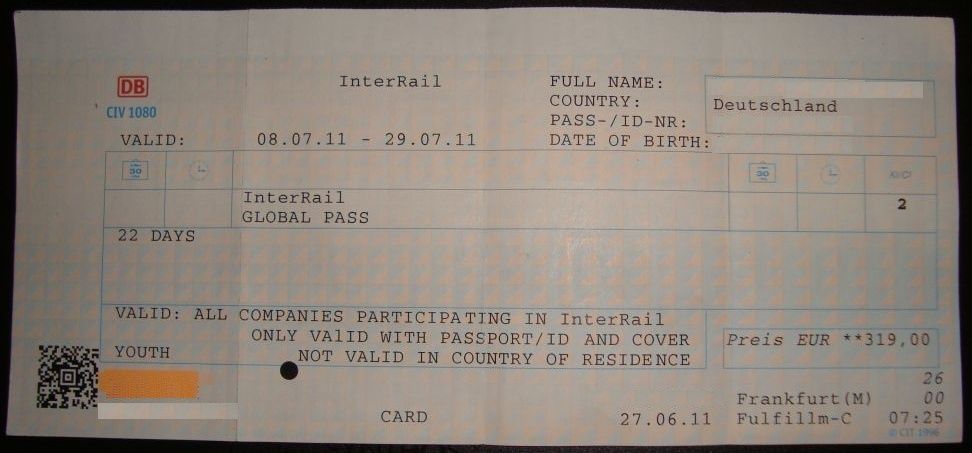 DB
CIV 1080
InterRail
FULL NAME:
COUNTRY: Deutschland
PASS-/ID-NR:
VALID: 08.07.11 - 29.07.11 DATE OF BIRTH:
30 30
InterRail 2
GLOBAL PASS
22 DAYS
VALID: ALL COMPANIES PARTICIPATING IN InterRail
ONLY VAlID WITH PASSPORT/ID AND COVER
YOUTH NOT VALID IN COUNTRY OF RESIDENCE
Preis EUR **319,00
26
Frankfurt(M) 00
CARD 27.06.11 Fulfillm-C 07:25
© CIT 1996